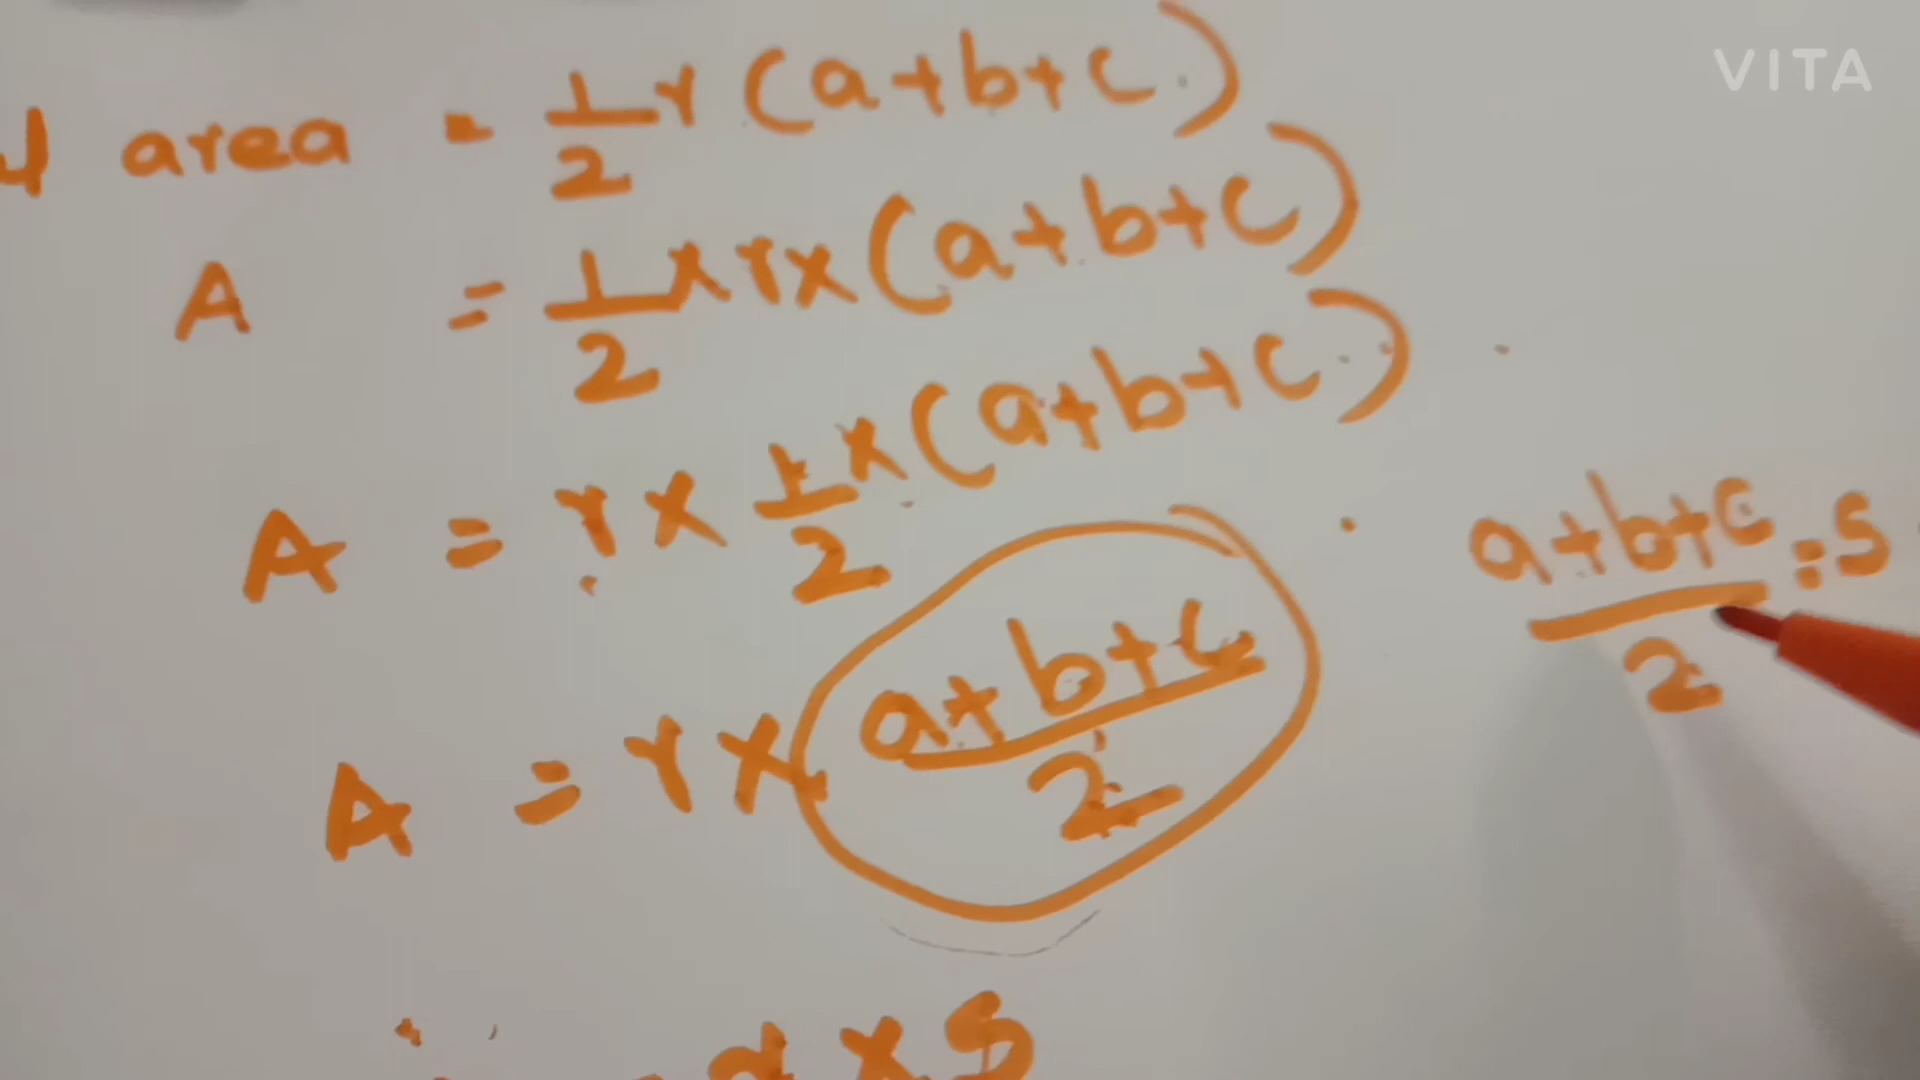 VITA
area = 1/2 r (a+b+c)
A = 1/2 x r x (a+b+c)
A = r x 1/2 x (a+b+c)
a+b+c/2 = s
A = r x a+b+c/2
r x s